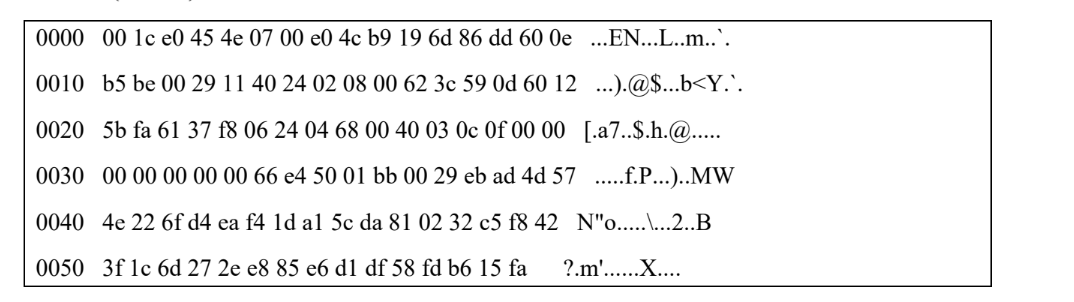 0000 00 1c e0 45 4e 07 00 e0 4c b9 19 6d 86 dd 60 0e ...EN...L..m..`.
0010 b5 be 00 29 11 40 24 02 08 00 62 3c 59 0d 60 12 ...).@$...b<Y.`.
0020 5b fa 61 37 f8 06 24 04 68 00 40 03 0c 0f 00 00 [.a7..$.h.@.....
0030 00 00 00 00 00 66 e4 50 01 bb 00 29 eb ad 4d 57 .....f.P...)..MW
0040 4e 22 6f d4 ea f4 1d a1 5c da 81 02 32 c5 f8 42 N"o.....\...2..B
0050 3f 1c 6d 27 2e e8 85 e6 d1 df 58 fd b6 15 fa ?.m'......X....